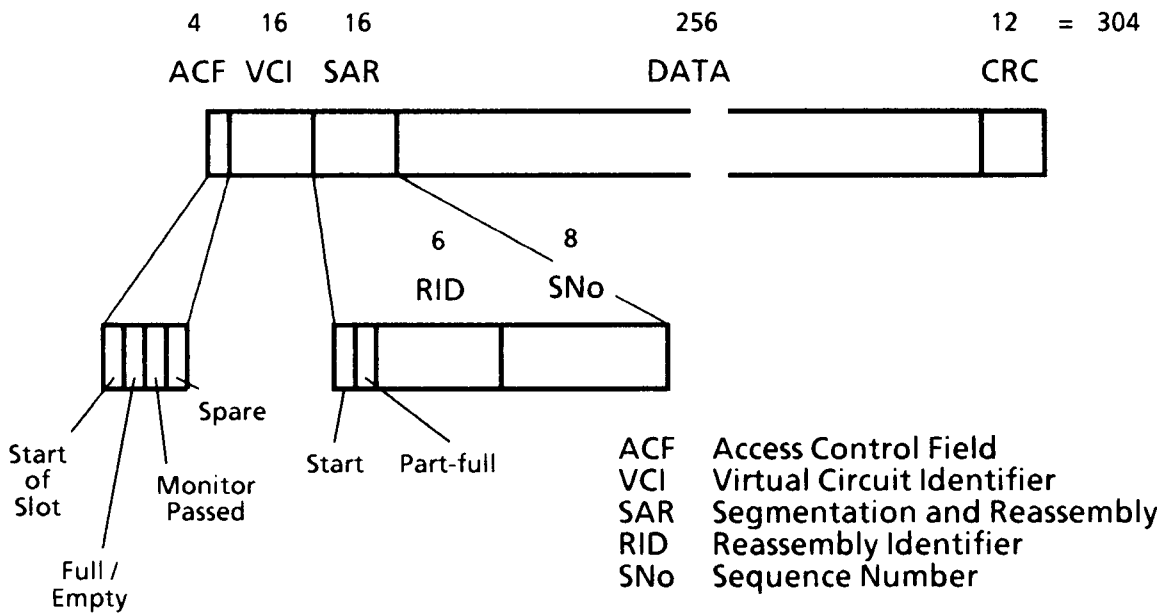 4 16 16 256 12 = 304
ACF VCI SAR DATA CRC
6 8
RID SNo
Spare
Start
of
Slot
Monitor
Passed
Full /
Empty
Start
Part-full
ACF Access Control Field
VCI Virtual Circuit Identifier
SAR Segmentation and Reassembly
RID Reassembly Identifier
SNo Sequence Number